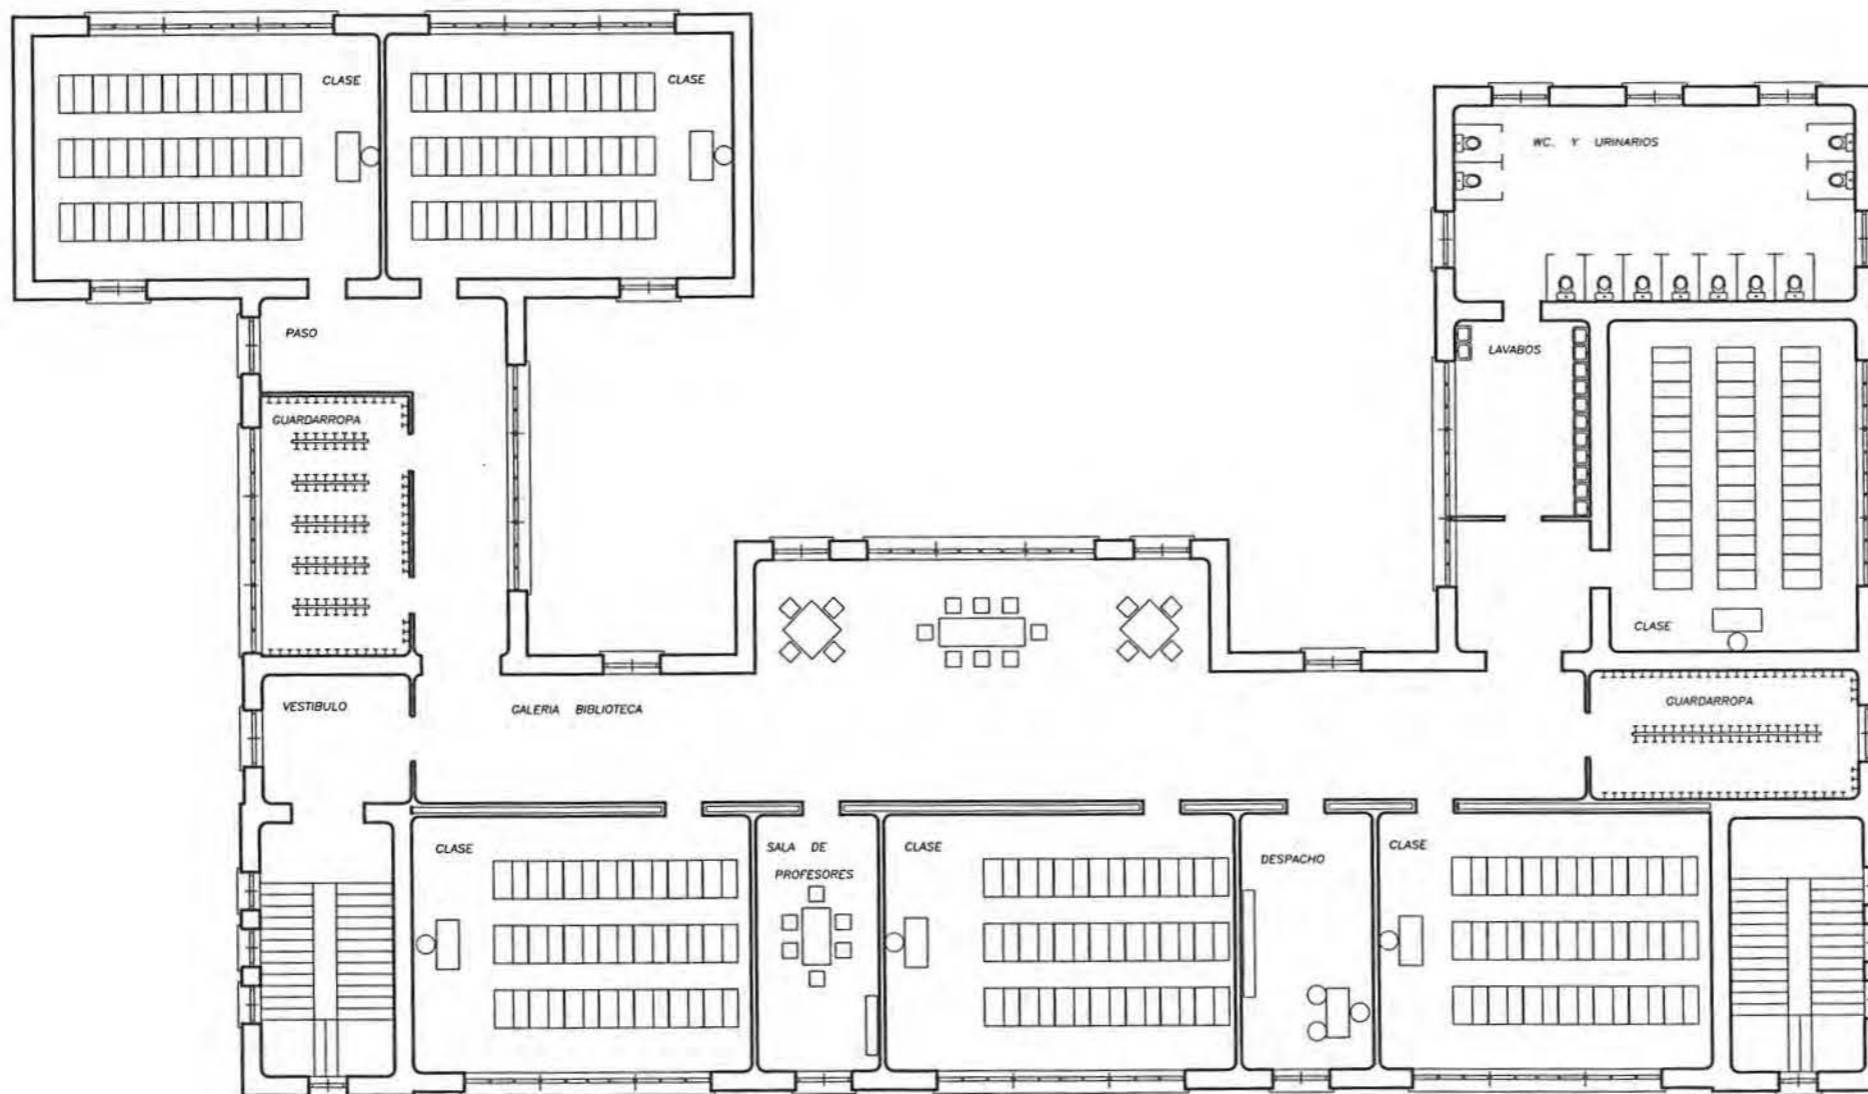 CLASE
CLASE
WC. Y URINARIOS
PASO
LAVABOS
GUARDARROPA
CLASE
VESTIBULO
GALERIA BIBLIOTECA
GUARDARROPA
CLASE
SALA DE
PROFESORES
CLASE
DESPACHO
CLASE